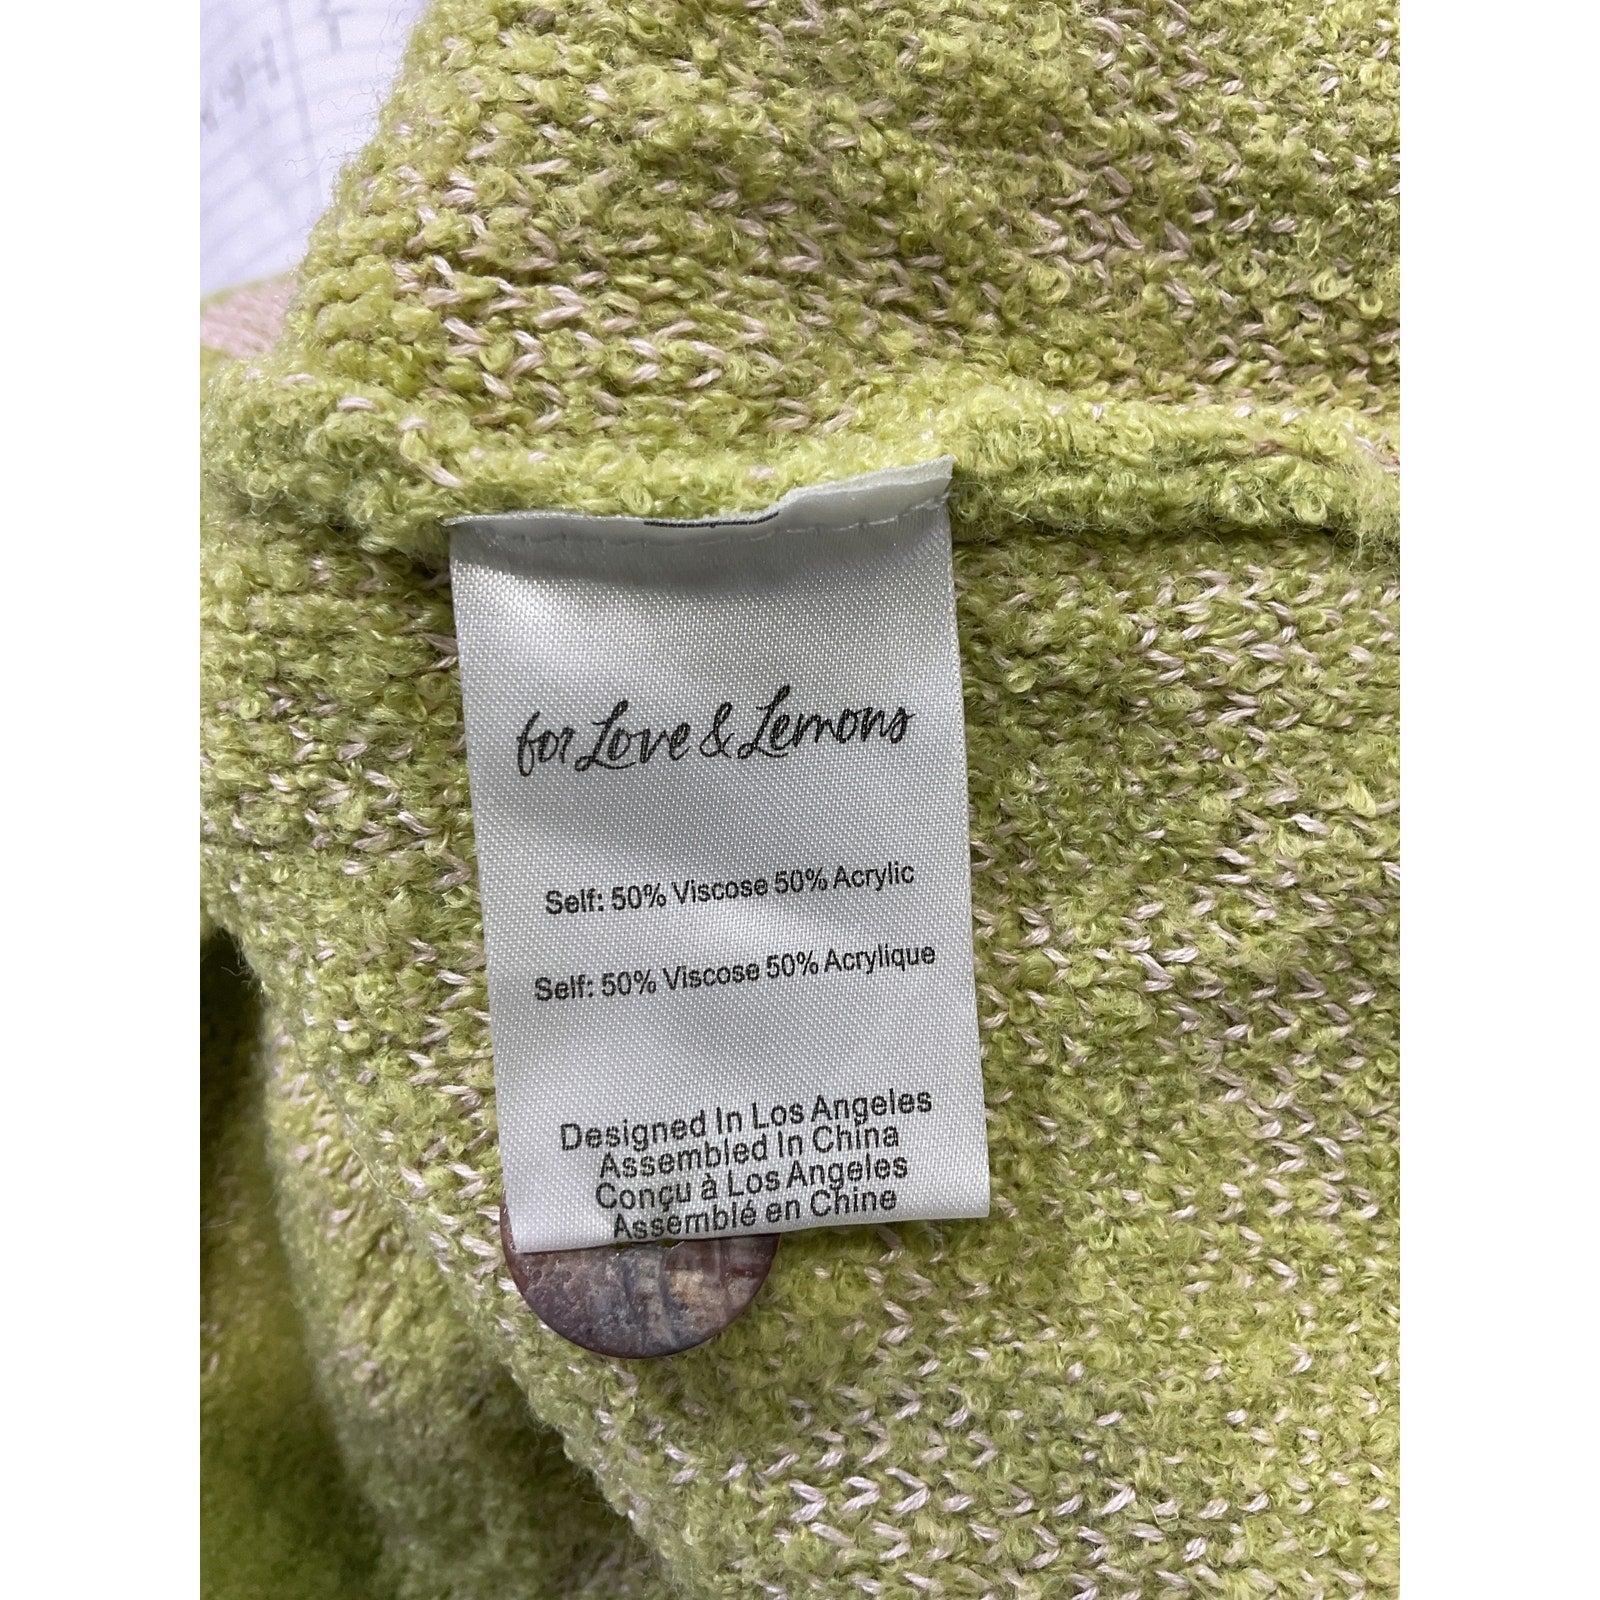 for Love & Lemons
Self: 50% Viscose 50% Acrylic
Self: 50% Viscose 50% Acrylique
Designed In Los Angeles
Assembled In China
Conçu à Los Angeles
Assemblé en Chine